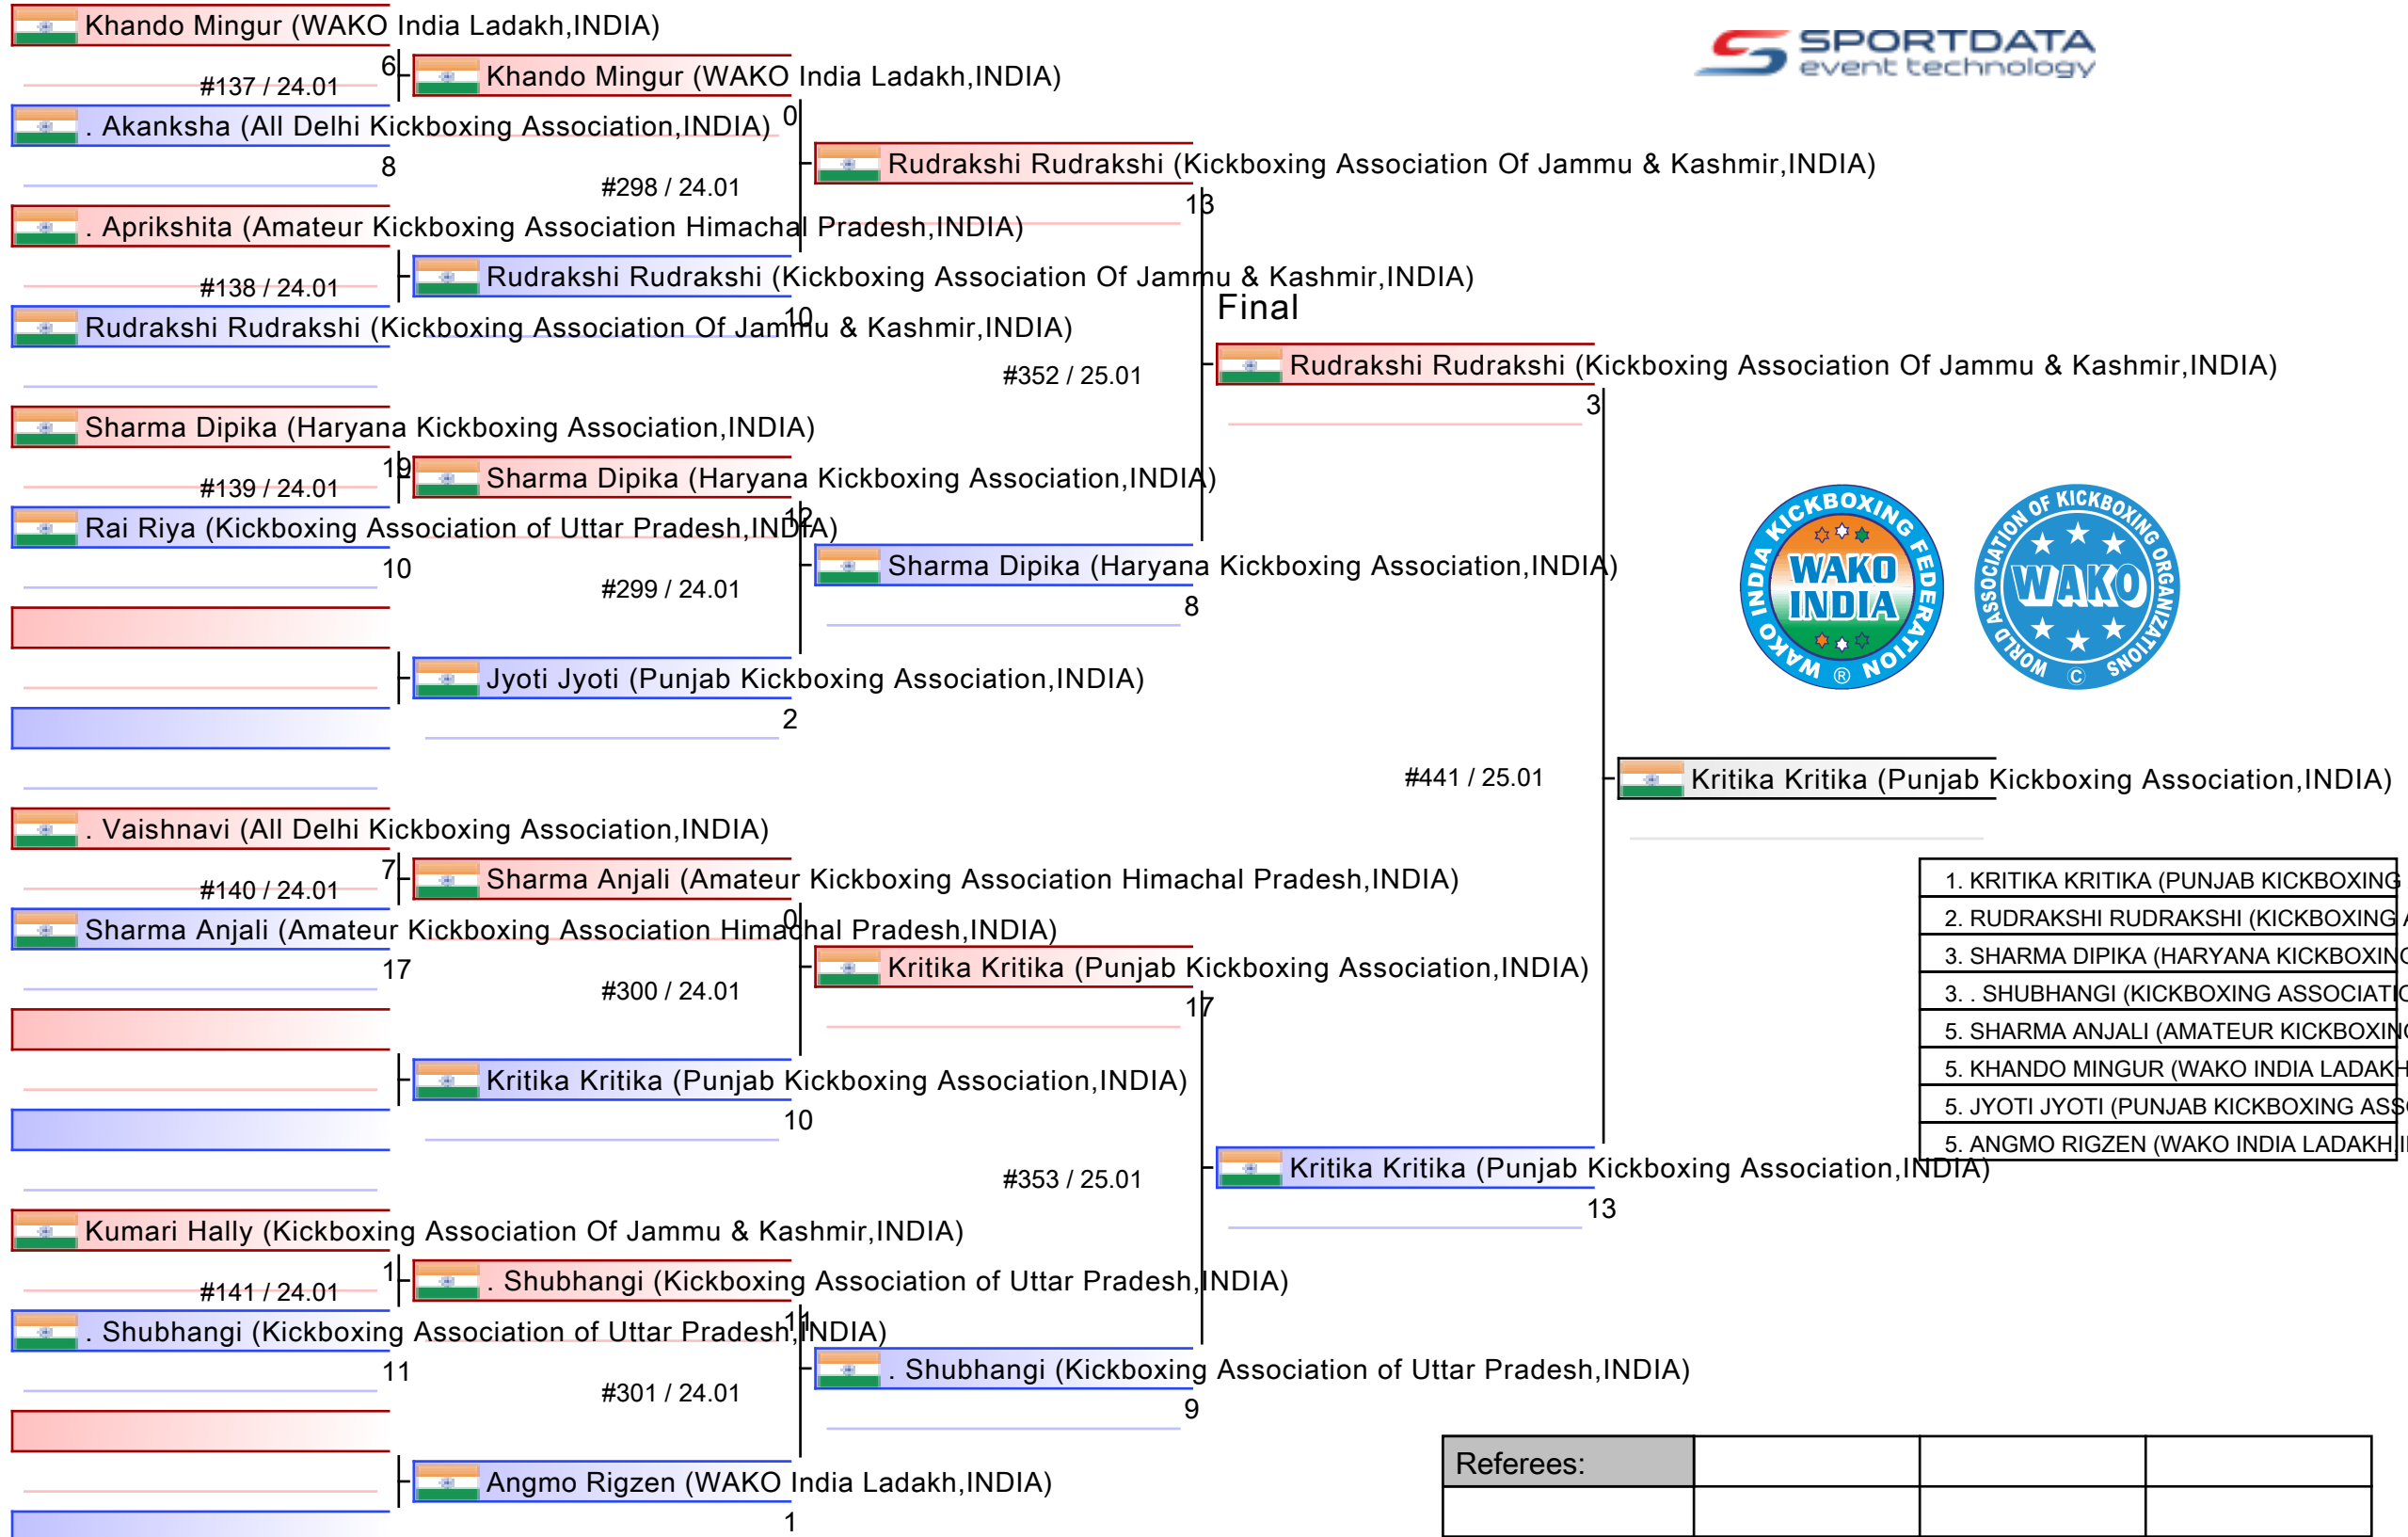 Khando Mingur (WAKO India Ladakh,INDIA)
SPORTDATA
event technology
6
Khando Mingur (WAKO India Ladakh,INDIA)
#137 / 24.01
0
. Akanksha (All Delhi Kickboxing Association,INDIA)
8
Rudrakshi Rudrakshi (Kickboxing Association Of Jammu & Kashmir,INDIA)
#298 / 24.01
13
. Aprikshita (Amateur Kickboxing Association Himachal Pradesh,INDIA)
#138 / 24.01
Rudrakshi Rudrakshi (Kickboxing Association Of Jammu & Kashmir,INDIA)
Final
10
Rudrakshi Rudrakshi (Kickboxing Association Of Jammu & Kashmir,INDIA)
#352 / 25.01
Rudrakshi Rudrakshi (Kickboxing Association Of Jammu & Kashmir,INDIA)
3
Sharma Dipika (Haryana Kickboxing Association,INDIA)
19
#139 / 24.01
Sharma Dipika (Haryana Kickboxing Association,INDIA)
12
Rai Riya (Kickboxing Association of Uttar Pradesh,INDIA)
10
Sharma Dipika (Haryana Kickboxing Association,INDIA)
#299 / 24.01
8
WAKO INDIA KICKBOXING FEDERATION
WAKO
INDIA
®
WORLD ASSOCIATION OF KICKBOXING ORGANIZATIONS
WAKO
©
Jyoti Jyoti (Punjab Kickboxing Association,INDIA)
2
#441 / 25.01
Kritika Kritika (Punjab Kickboxing Association,INDIA)
. Vaishnavi (All Delhi Kickboxing Association,INDIA)
7
#140 / 24.01
Sharma Anjali (Amateur Kickboxing Association Himachal Pradesh,INDIA)
0
Sharma Anjali (Amateur Kickboxing Association Himachal Pradesh,INDIA)
17
Kritika Kritika (Punjab Kickboxing Association,INDIA)
#300 / 24.01
17
1. KRITIKA KRITIKA (PUNJAB KICKBOXING
2. RUDRAKSHI RUDRAKSHI (KICKBOXING A
3. SHARMA DIPIKA (HARYANA KICKBOXING
3. . SHUBHANGI (KICKBOXING ASSOCIATIO
5. SHARMA ANJALI (AMATEUR KICKBOXING
5. KHANDO MINGUR (WAKO INDIA LADAKH
5. JYOTI JYOTI (PUNJAB KICKBOXING ASSO
5. ANGMO RIGZEN (WAKO INDIA LADAKH,I
Kritika Kritika (Punjab Kickboxing Association,INDIA)
10
#353 / 25.01
Kritika Kritika (Punjab Kickboxing Association,INDIA)
13
Kumari Hally (Kickboxing Association Of Jammu & Kashmir,INDIA)
1
#141 / 24.01
. Shubhangi (Kickboxing Association of Uttar Pradesh,INDIA)
11
. Shubhangi (Kickboxing Association of Uttar Pradesh,INDIA)
11
. Shubhangi (Kickboxing Association of Uttar Pradesh,INDIA)
#301 / 24.01
9
Angmo Rigzen (WAKO India Ladakh,INDIA)
1
Referees: